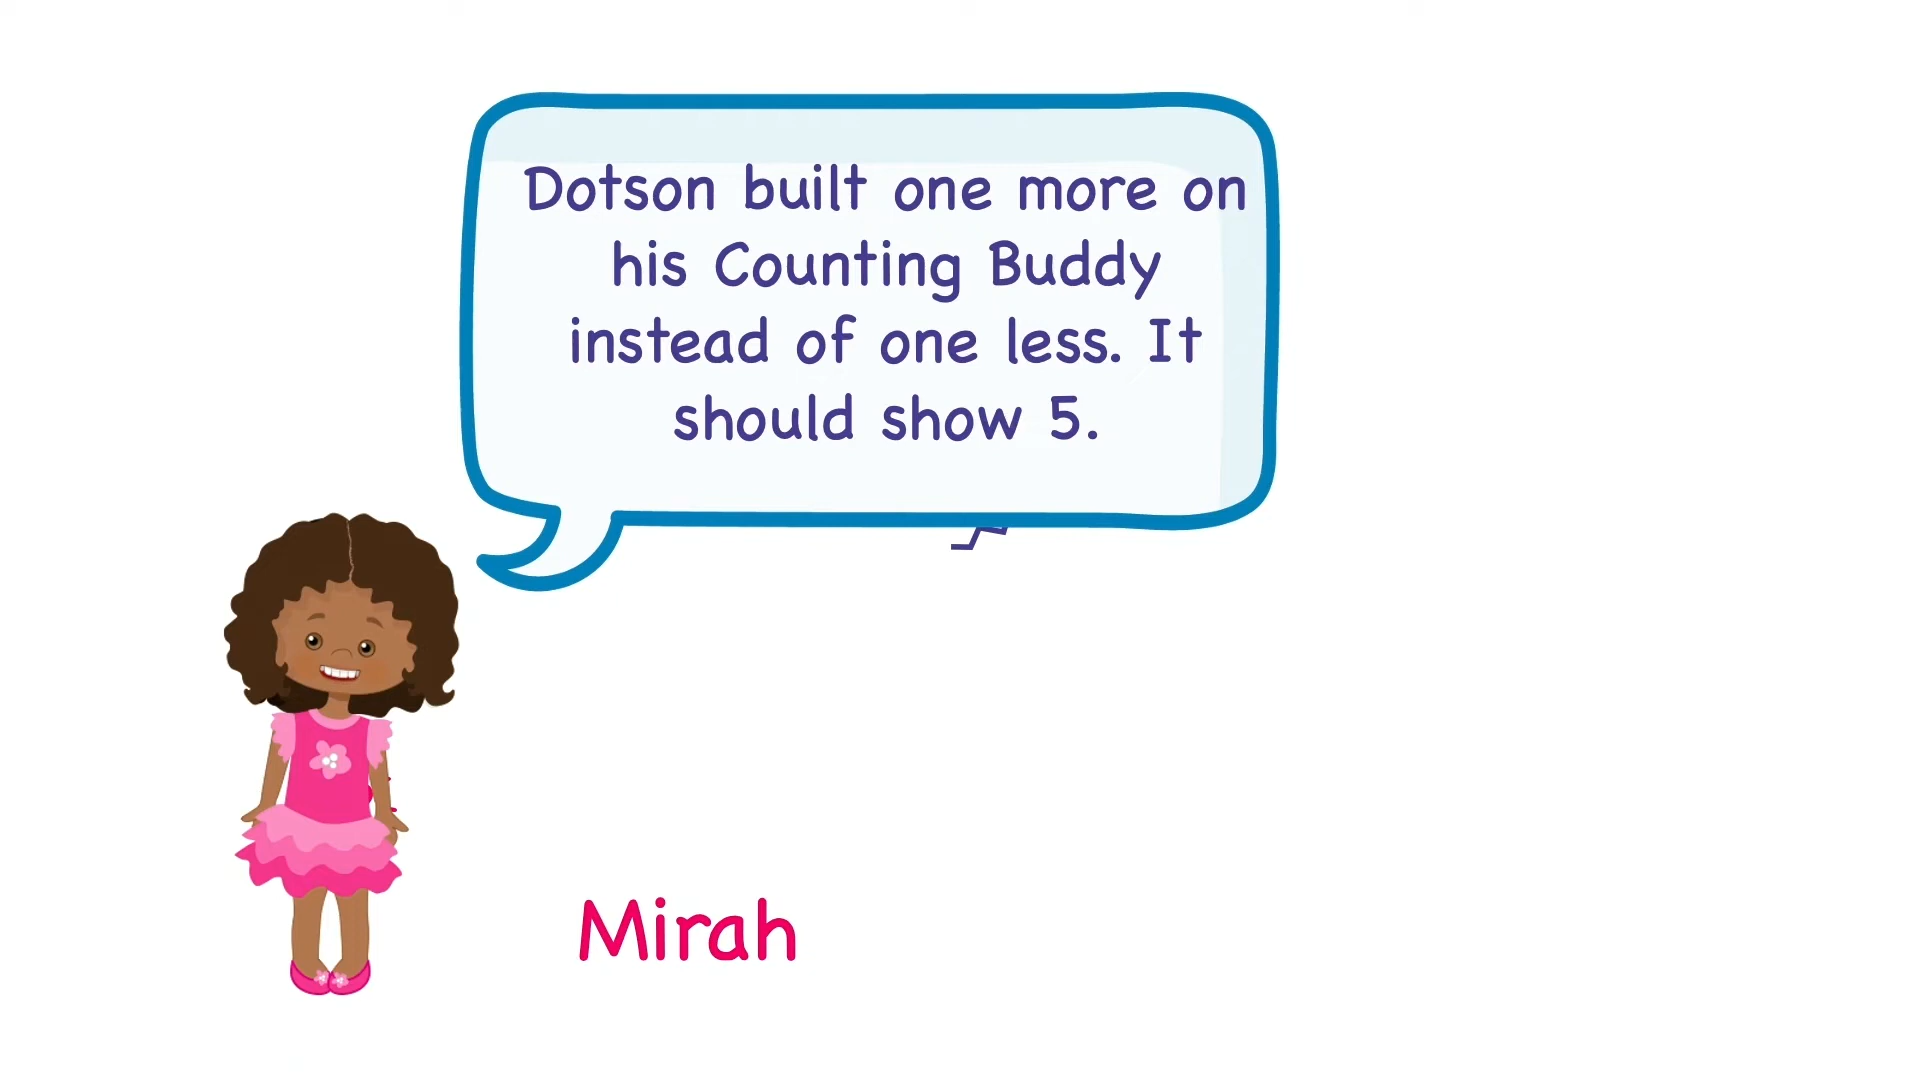 Dotson built one more on
his Counting Buddy
instead of one less. It
should show 5.
Mirah